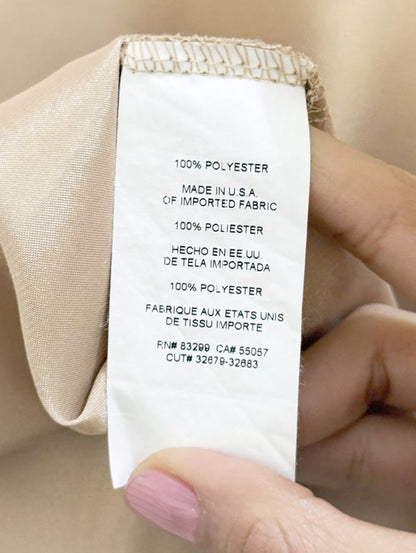 100% POLYESTER
MADE IN U.S.A.
OF IMPORTED FABRIC
100% POLIESTER
HECHO EN EE.UU.
DE TELA IMPORTADA
100% POLYESTER
FABRIQUE AUX ETATS UNIS
DE TISSU IMPORTE
RN# 83299 CA# 55057
CUT# 32679-32683